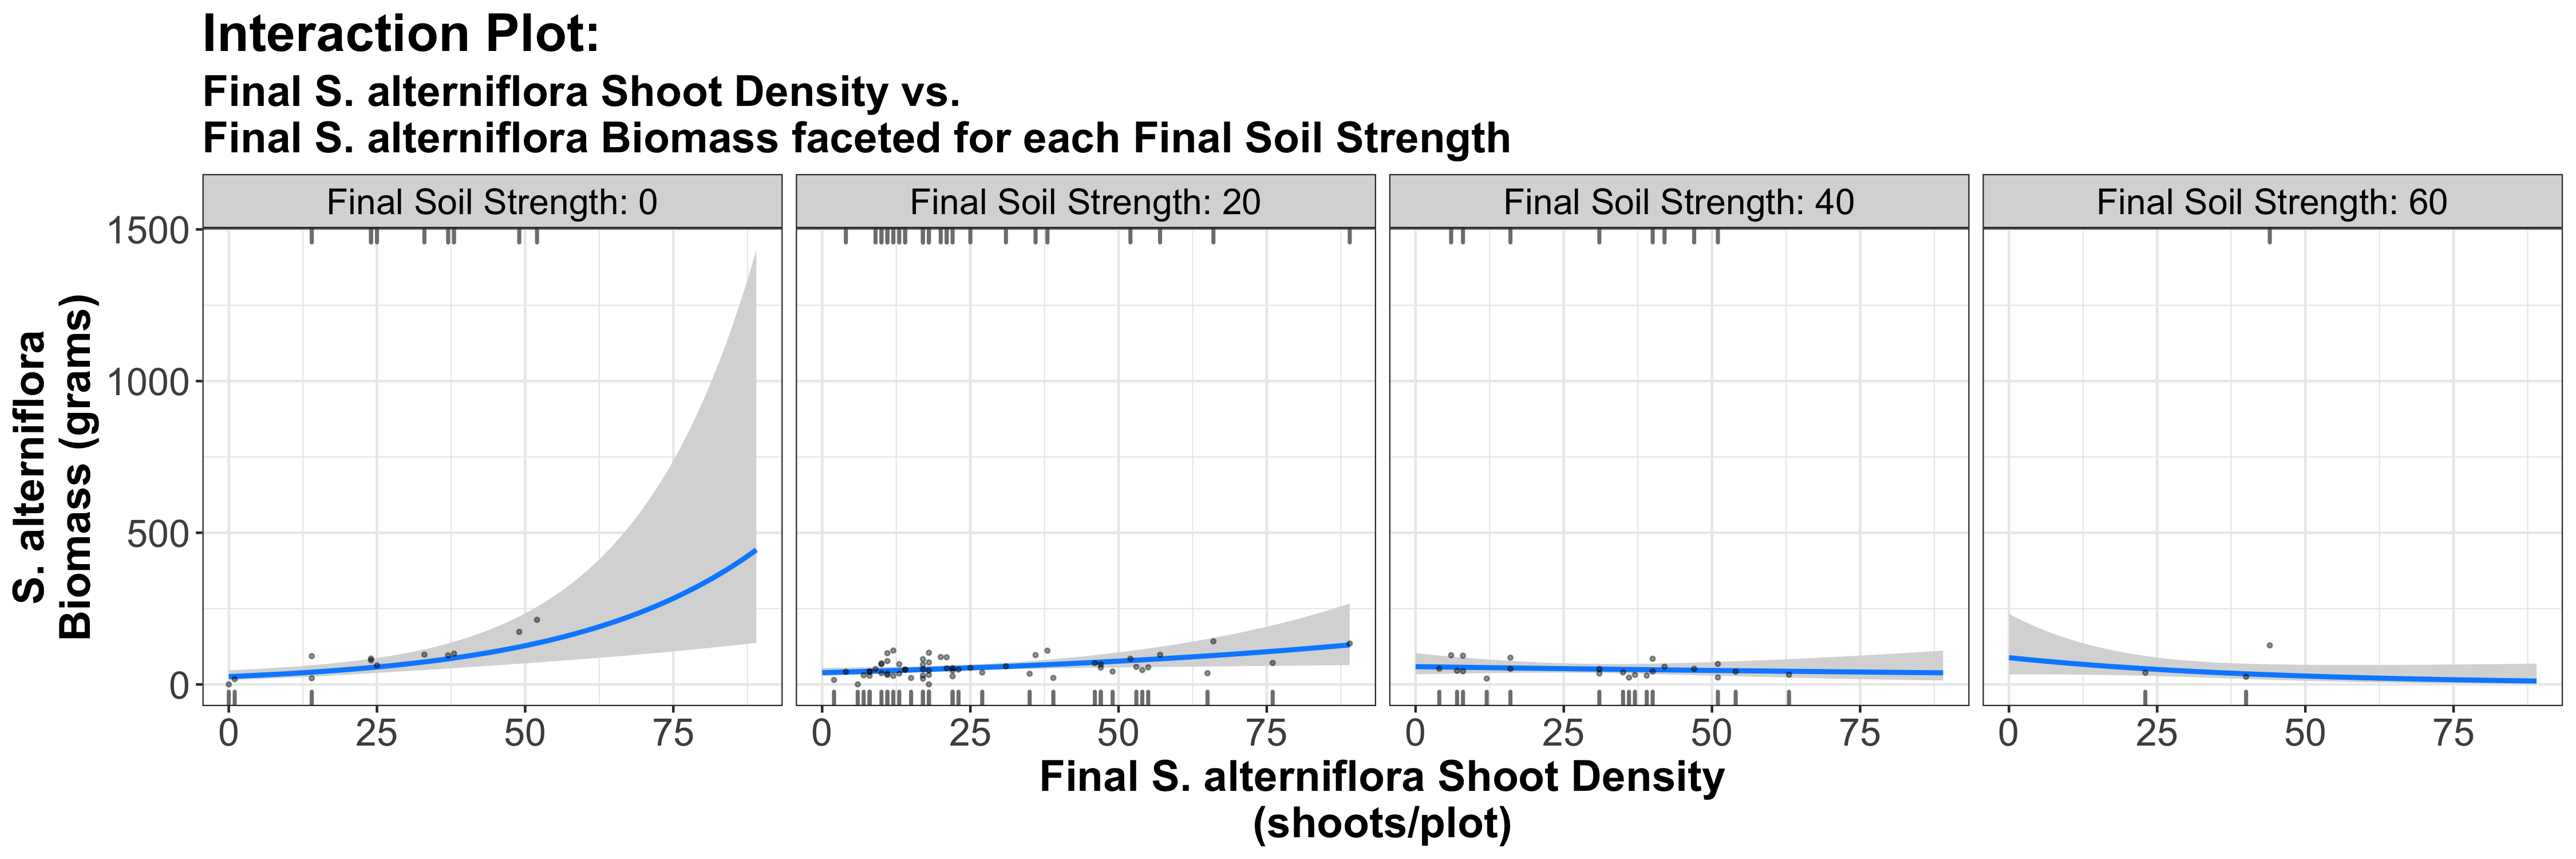 Interaction Plot:
Final S. alterniflora Shoot Density vs.
Final S. alterniflora Biomass faceted for each Final Soil Strength
Final Soil Strength: 0
Final Soil Strength: 20
Final Soil Strength: 40
Final Soil Strength: 60
S. alterniflora
Biomass (grams)
1500
1000
500
0
0 25 50 75
0 25 50 75
0 25 50 75
0 25 50 75
Final S. alterniflora Shoot Density
(shoots/plot)